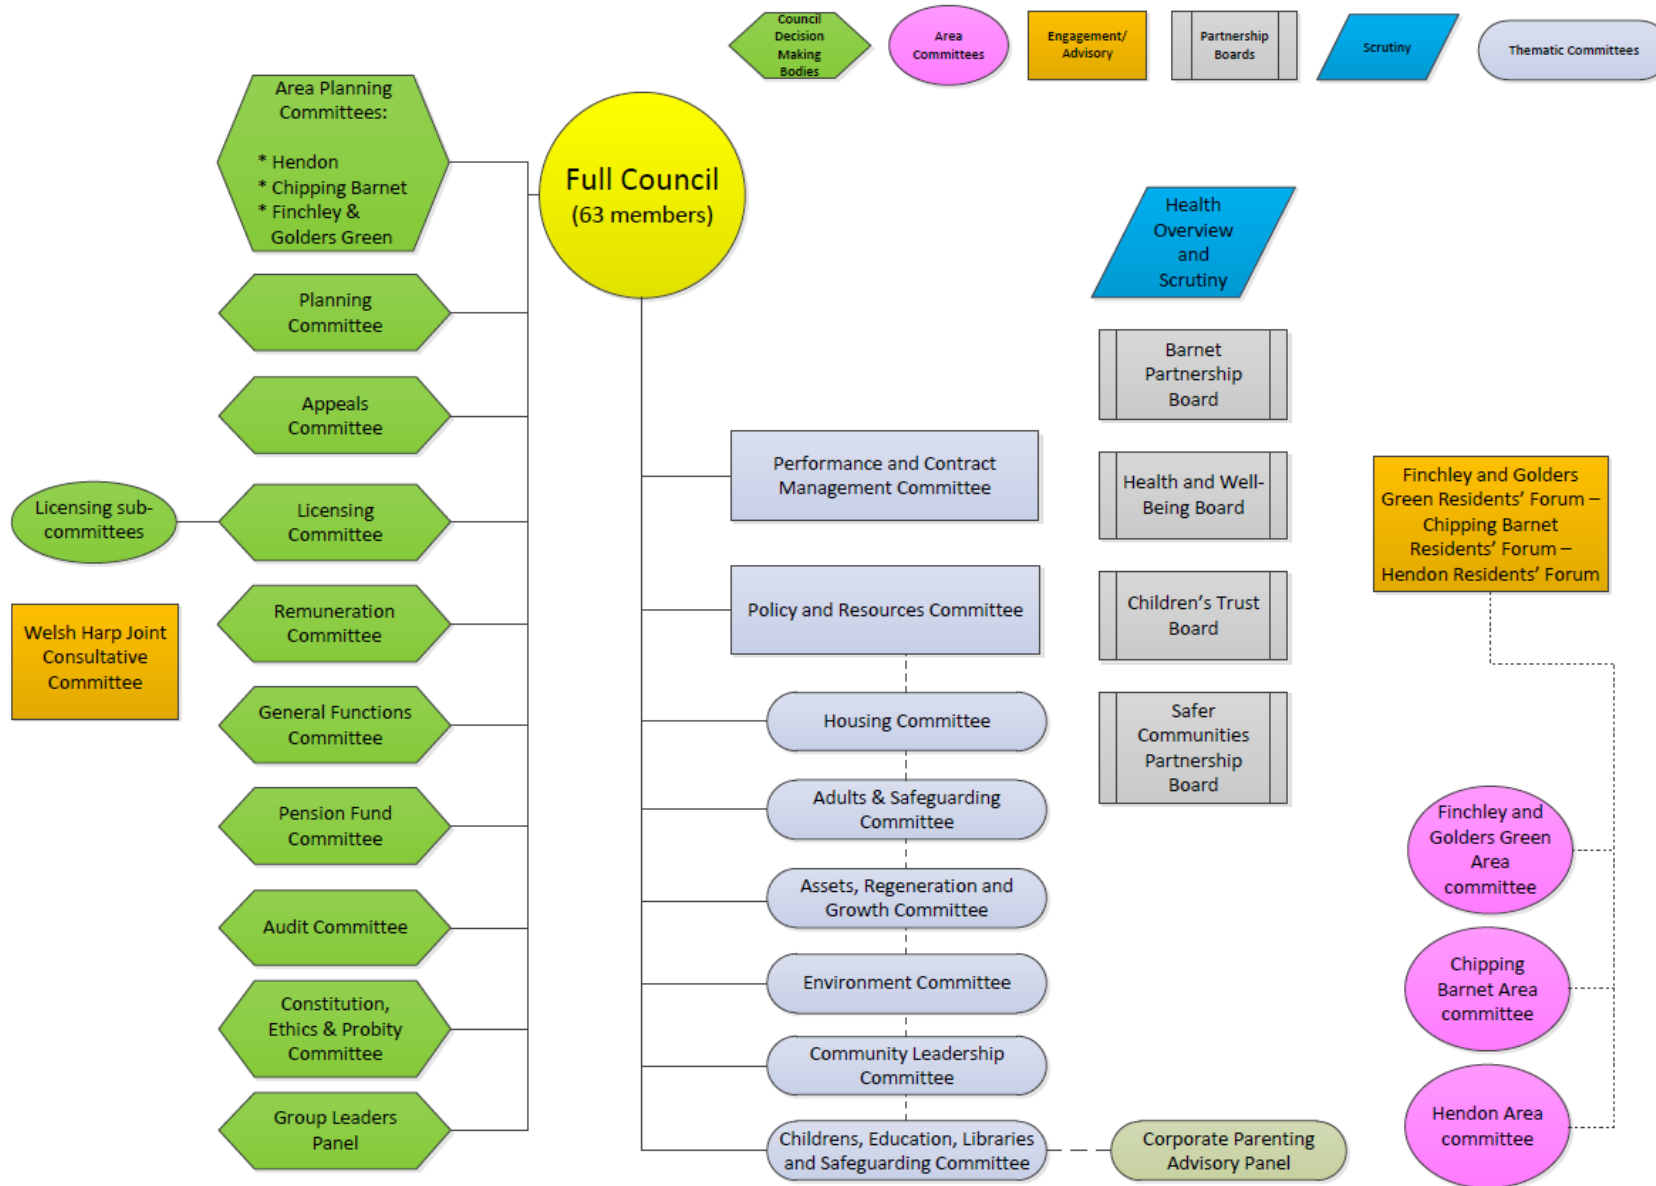 Council
Decision
Making
Bodies
Area
Committees
Engagement/
Advisory
Partnership
Boards
Scrutiny
Thematic Committees
Area Planning
Committees:
* Hendon
* Chipping Barnet
* Finchley &
Golders Green
Full Council
(63 members)
Health
Overview
and
Scrutiny
Planning
Committee
Appeals
Committee
Licensing sub-
committees
Licensing
Committee
Welsh Harp Joint
Consultative
Committee
Remuneration
Committee
General Functions
Committee
Pension Fund
Committee
Audit Committee
Constitution,
Ethics & Probity
Committee
Group Leaders
Panel
Performance and Contract
Management Committee
Policy and Resources Committee
Housing Committee
Adults & Safeguarding
Committee
Assets, Regeneration and
Growth Committee
Environment Committee
Community Leadership
Committee
Childrens, Education, Libraries
and Safeguarding Committee
Corporate Parenting
Advisory Panel
Barnet
Partnership
Board
Health and Well-
Being Board
Children's Trust
Board
Safer
Communities
Partnership
Board
Finchley and Golders
Green Residents' Forum –
Chipping Barnet
Residents' Forum –
Hendon Residents' Forum
Finchley and
Golders Green
Area
committee
Chipping
Barnet Area
committee
Hendon Area
committee